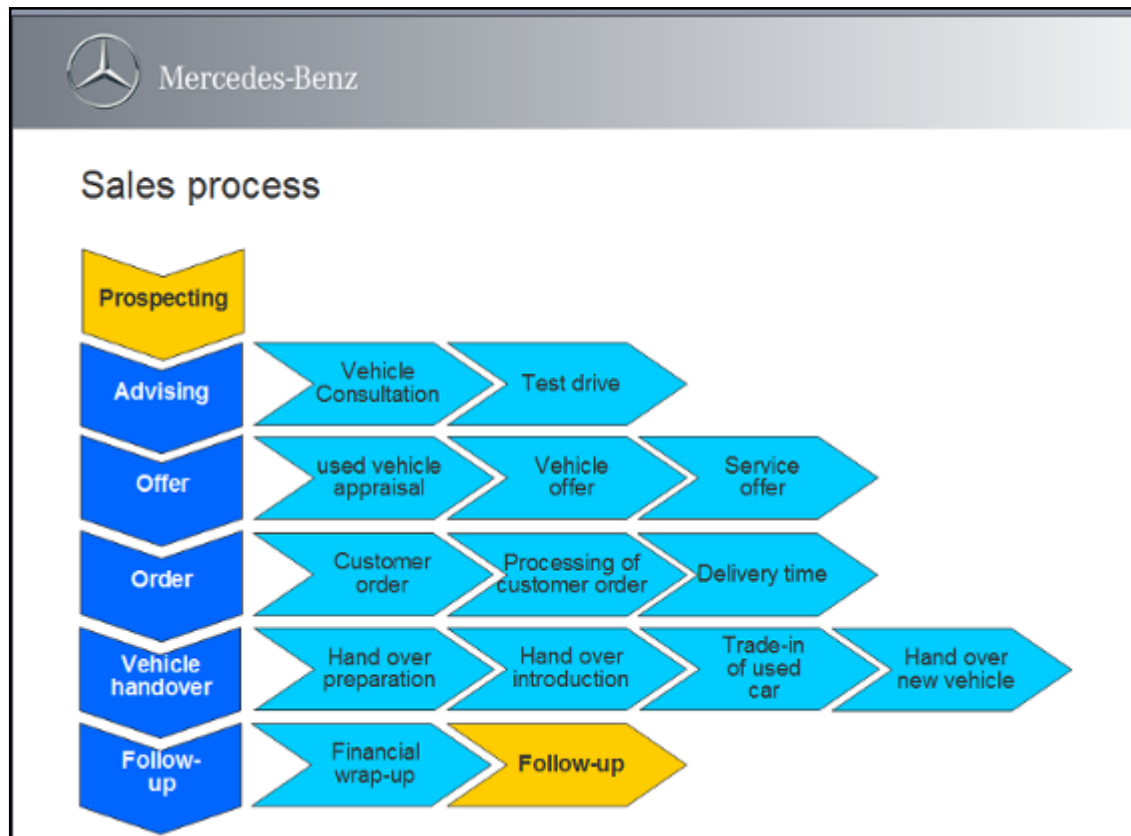 Mercedes-Benz
Sales process
Prospecting
Advising
Vehicle
Consultation
Test drive
Offer
used vehicle
appraisal
Vehicle
offer
Service
offer
Order
Customer
order
Processing of
customer order
Delivery time
Vehicle
handover
Hand over
preparation
Hand over
introduction
Trade-in
of used
car
Hand over
new vehicle
Follow-
up
Financial
wrap-up
Follow-up